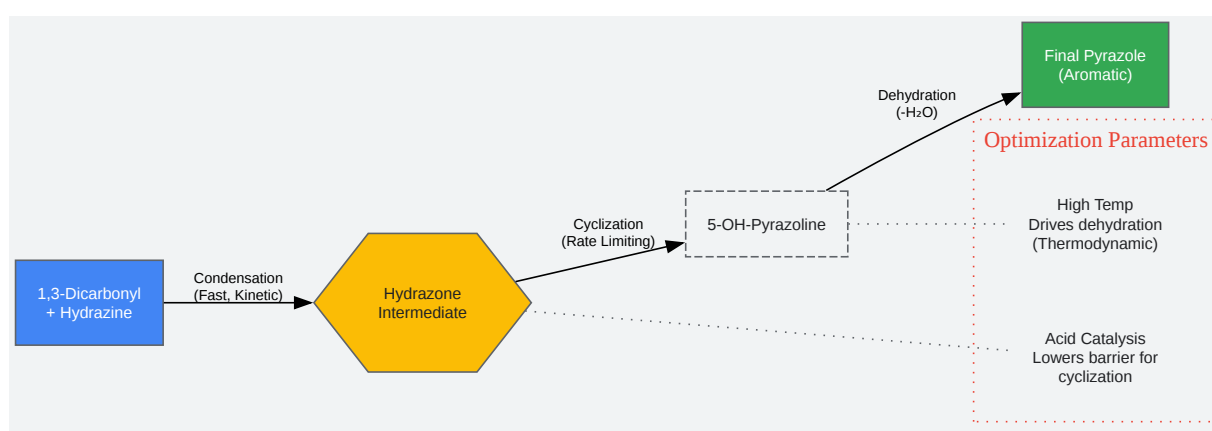 1,3-Dicarbonyl
+ Hydrazine
Condensation
(Fast, Kinetic)
Hydrazone
Intermediate
Cyclization
(Rate Limiting)
5-OH-Pyrazoline
Dehydration
(-H₂O)
Final Pyrazole
(Aromatic)
Optimization Parameters
High Temp
Drives dehydration
(Thermodynamic)
Acid Catalysis
Lowers barrier for
cyclization